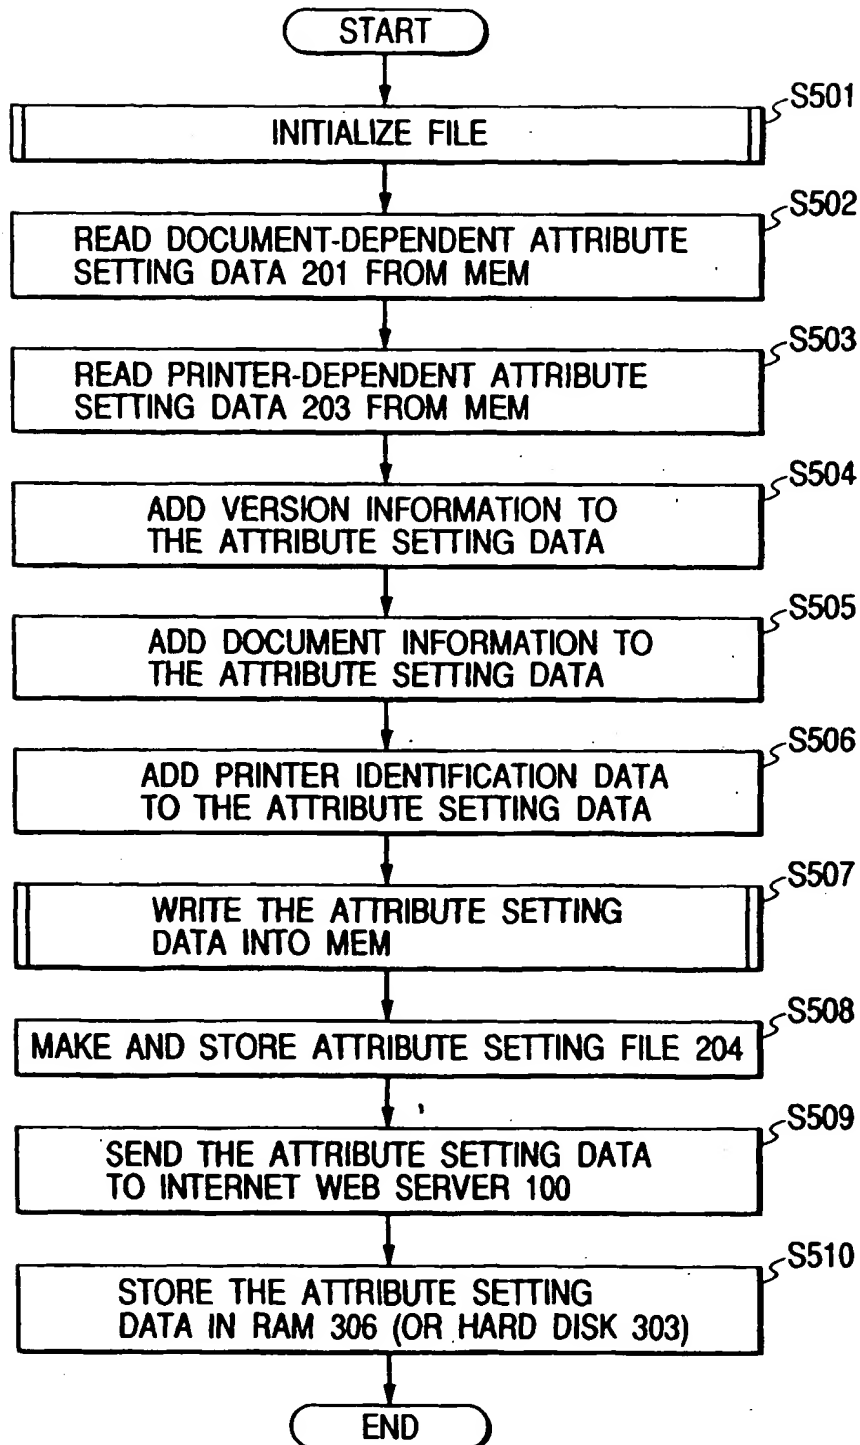 START
S501
INITIALIZE FILE
S502
READ DOCUMENT-DEPENDENT ATTRIBUTE
SETTING DATA 201 FROM MEM
S503
READ PRINTER-DEPENDENT ATTRIBUTE
SETTING DATA 203 FROM MEM
S504
ADD VERSION INFORMATION TO
THE ATTRIBUTE SETTING DATA
S505
ADD DOCUMENT INFORMATION TO
THE ATTRIBUTE SETTING DATA
S506
ADD PRINTER IDENTIFICATION DATA
TO THE ATTRIBUTE SETTING DATA
S507
WRITE THE ATTRIBUTE SETTING
DATA INTO MEM
S508
MAKE AND STORE ATTRIBUTE SETTING FILE 204
S509
SEND THE ATTRIBUTE SETTING DATA
TO INTERNET WEB SERVER 100
S510
STORE THE ATTRIBUTE SETTING
DATA IN RAM 306 (OR HARD DISK 303)
END